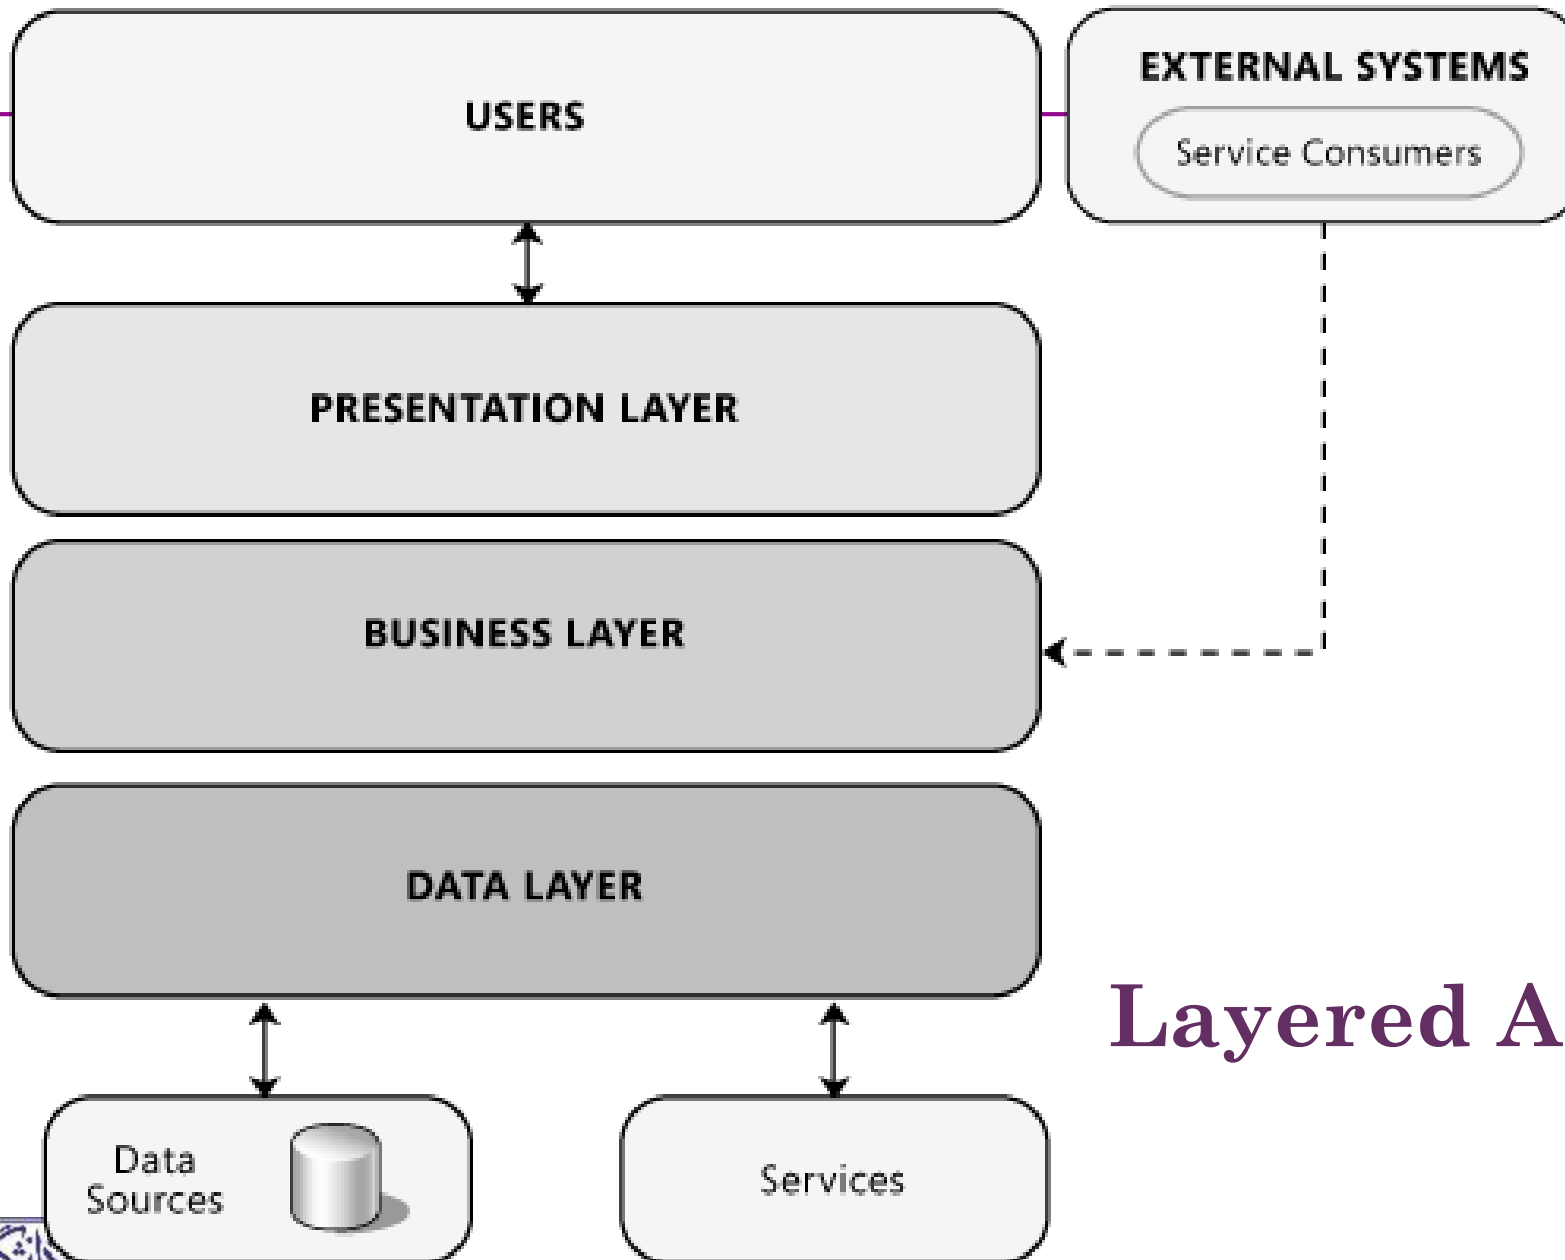 USERS
EXTERNAL SYSTEMS
Service Consumers
PRESENTATION LAYER
BUSINESS LAYER
DATA LAYER
Layered A
Data
Sources
Services